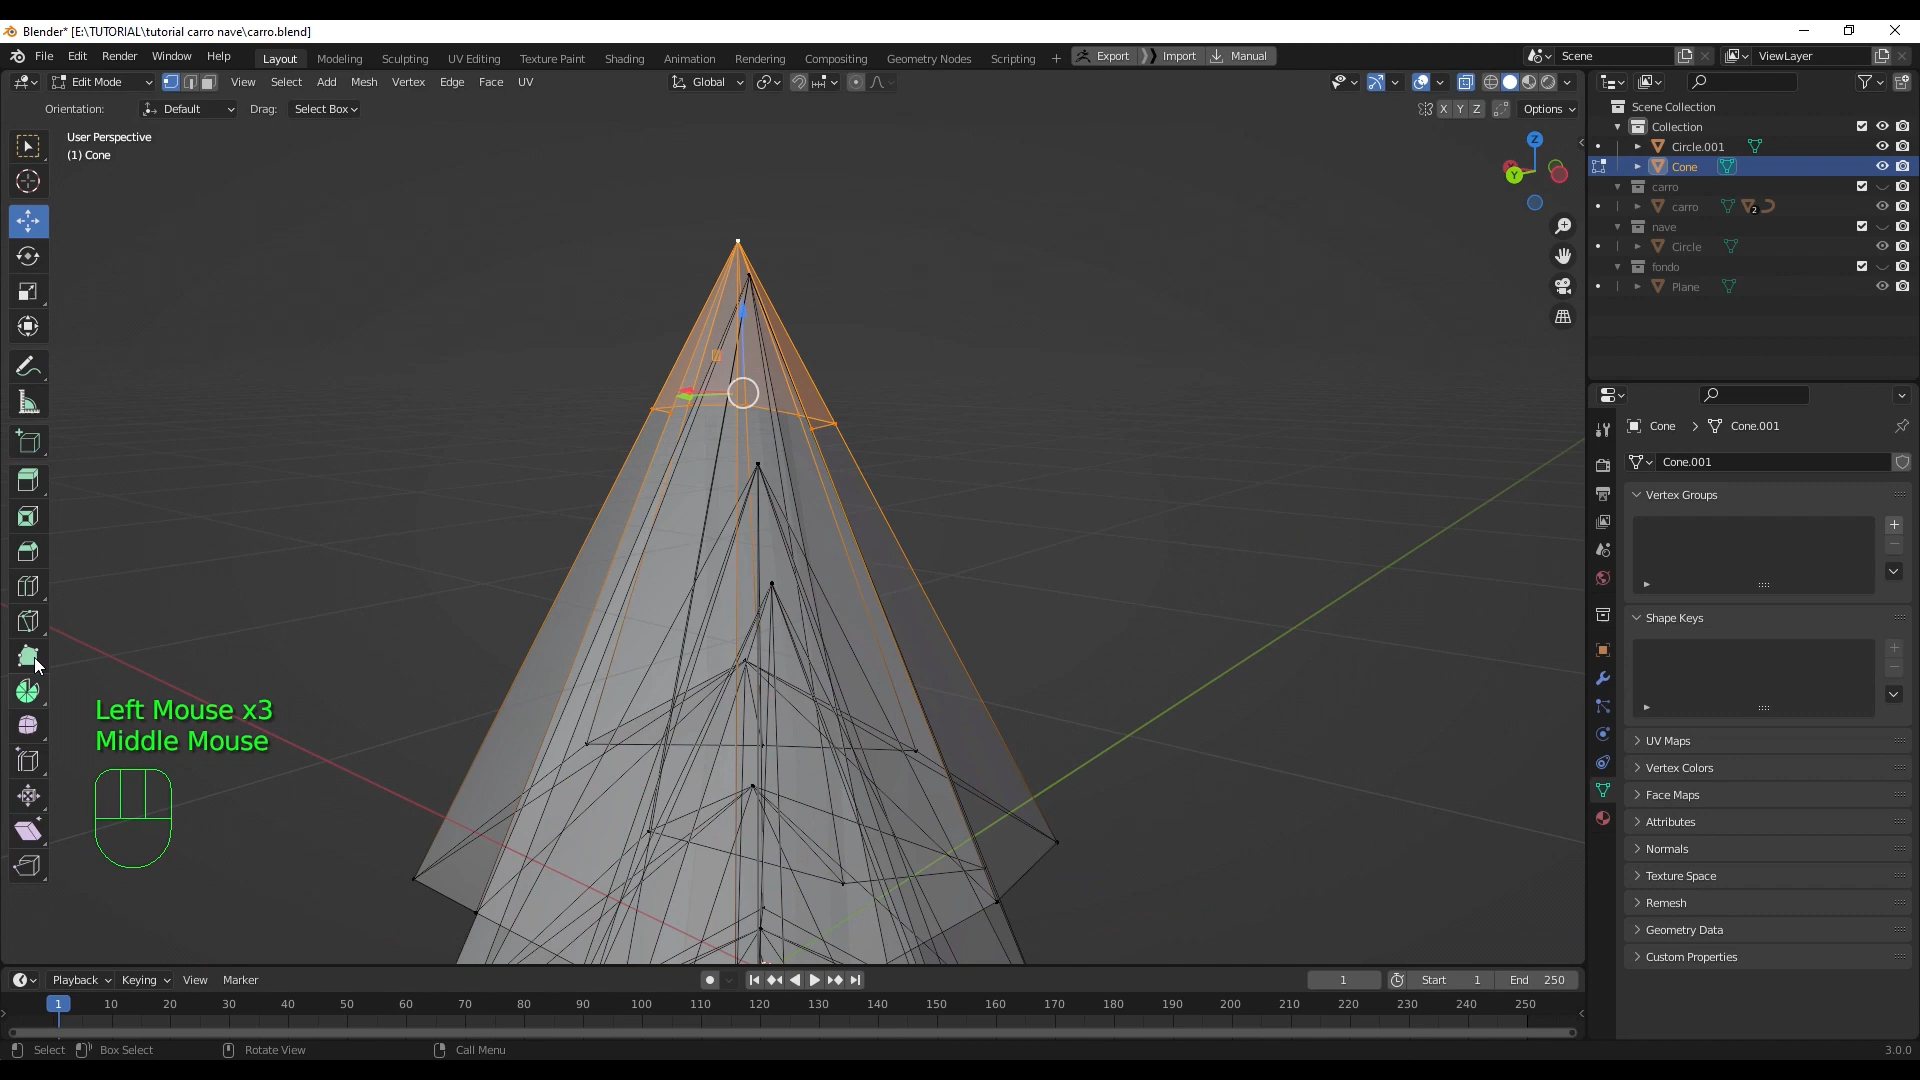 Blender* [E:\TUTORIAL\tutorial carro nave\carro.blend]
File Edit Render Window Help Layout Modeling Sculpting UV Editing Texture Paint Shading Animation Rendering Compositing Geometry Nodes Scripting + Export Import Manual Scene ViewLayer
Edit Mode View Select Add Mesh Vertex Edge Face UV Global
Orientation: Default Drag: Select Box X Y Z Options
User Perspective
(1) Cone
Z
Y
Scene Collection
Collection
Circle.001
Cone
carro
carro 2
nave
Circle
fondo
Plane
Cone > Cone.001
Cone.001
Vertex Groups
Shape Keys
UV Maps
Vertex Colors
Face Maps
Attributes
Normals
Texture Space
Remesh
Geometry Data
Custom Properties
Left Mouse x3
Middle Mouse
Playback Keying View Marker 1 Start 1 End 250
1 10 20 30 40 50 60 70 80 90 100 110 120 130 140 150 160 170 180 190 200 210 220 230 240 250
Select Box Select Rotate View Call Menu 3.0.0